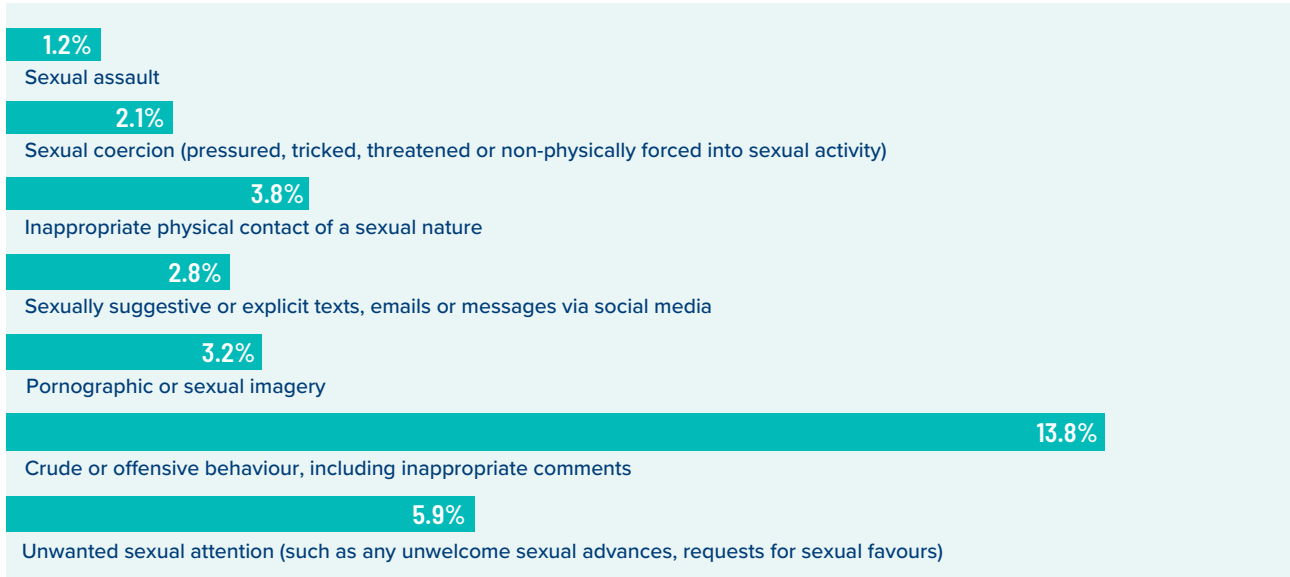 1.2%
Sexual assault
2.1%
Sexual coercion (pressured, tricked, threatened or non-physically forced into sexual activity)
3.8%
Inappropriate physical contact of a sexual nature
2.8%
Sexually suggestive or explicit texts, emails or messages via social media
3.2%
Pornographic or sexual imagery
13.8%
Crude or offensive behaviour, including inappropriate comments
5.9%
Unwanted sexual attention (such as any unwelcome sexual advances, requests for sexual favours)